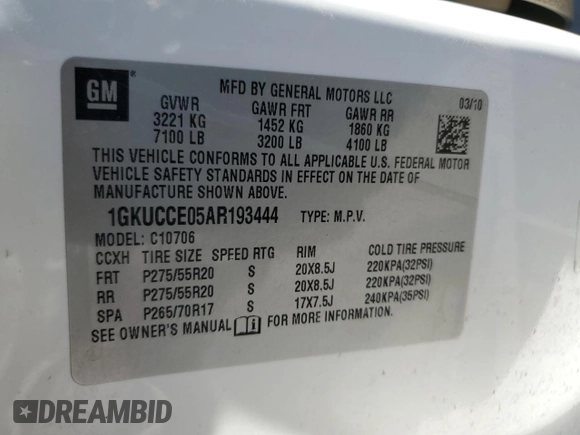 GM
MFD BY GENERAL MOTORS LLC
03/10
GVWR GAWR FRT GAWR RR
3221 KG 1452 KG 1860 KG
7100 LB 3200 LB 4100 LB
THIS VEHICLE CONFORMS TO ALL APPLICABLE U.S. FEDERAL MOTOR
VEHICLE SAFETY STANDARDS IN EFFECT ON THE DATE OF
MANUFACTURE SHOWN ABOVE.
1GKUCCE05AR193444 TYPE: M.P.V.
MODEL: C10706
CCXH TIRE SIZE SPEED RTG RIM COLD TIRE PRESSURE
FRT P275/55R20 S 20X8.5J 220KPA(32PSI)
RR P275/55R20 S 20X8.5J 220KPA(32PSI)
SPA P265/70R17 S 17X7.5J 240KPA(35PSI)
SEE OWNER'S MANUAL i FOR MORE INFORMATION.
DREAMBID